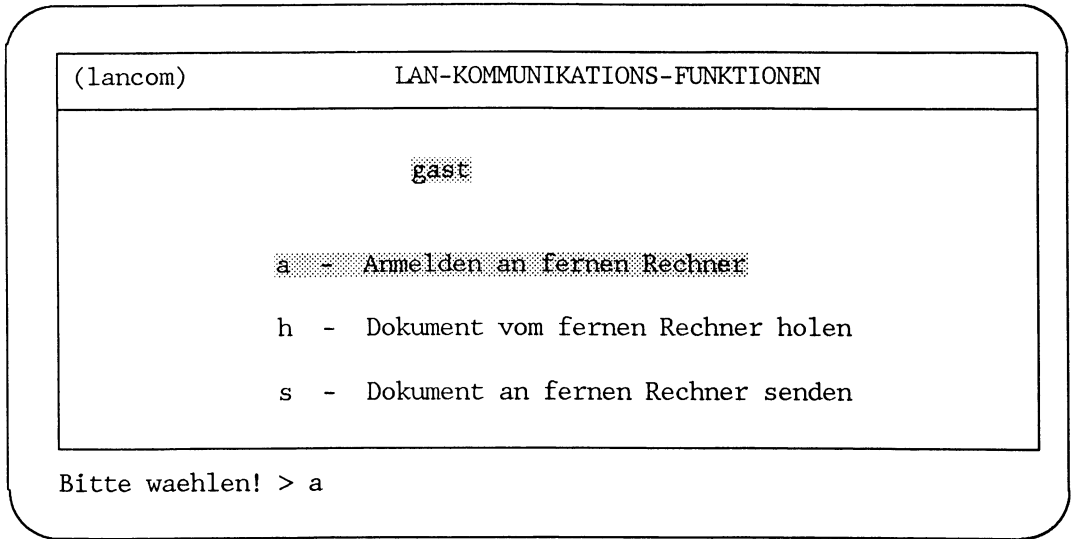 (lancom) LAN-KOMMUNIKATIONS-FUNKTIONEN
gast
a - Anmelden an fernen Rechner
h - Dokument vom fernen Rechner holen
s - Dokument an fernen Rechner senden
Bitte waehlen! > a